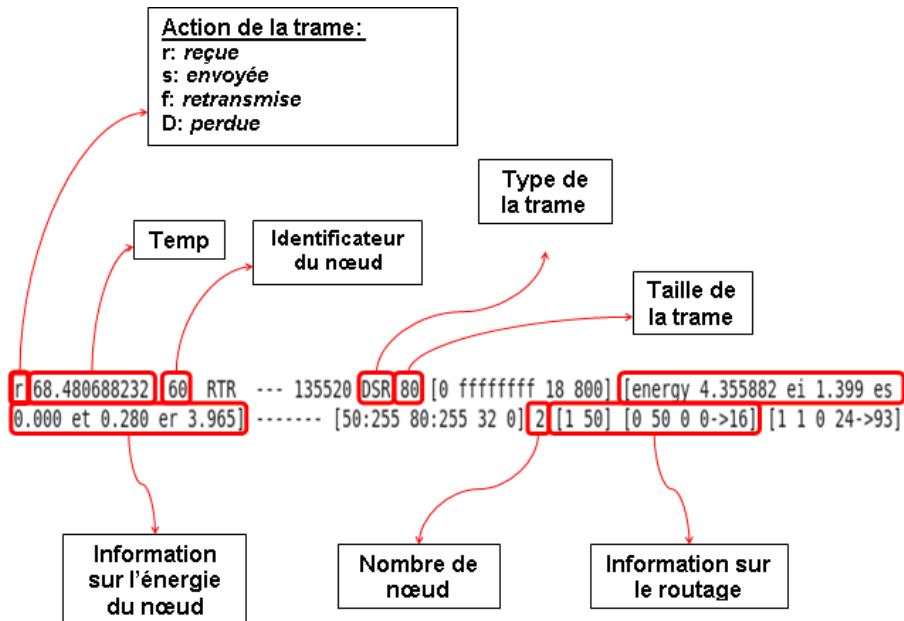 Action de la trame:
r: reçue
s: envoyée
f: retransmise
D: perdue
Type de
la trame
Temp
Identificateur
du nœud
Taille de
la trame
r 68.480688232 60 RTR --- 135520 DSR 80 [0 ffffffff 18 800] [energy 4.355882 ei 1.399 es
0.000 et 0.280 er 3.965] ------- [50:255 80:255 32 0] 2 [1 50] [0 50 0 0->16] [1 1 0 24->93]
Information
sur l'énergie
du nœud
Nombre de
nœud
Information sur
le routage